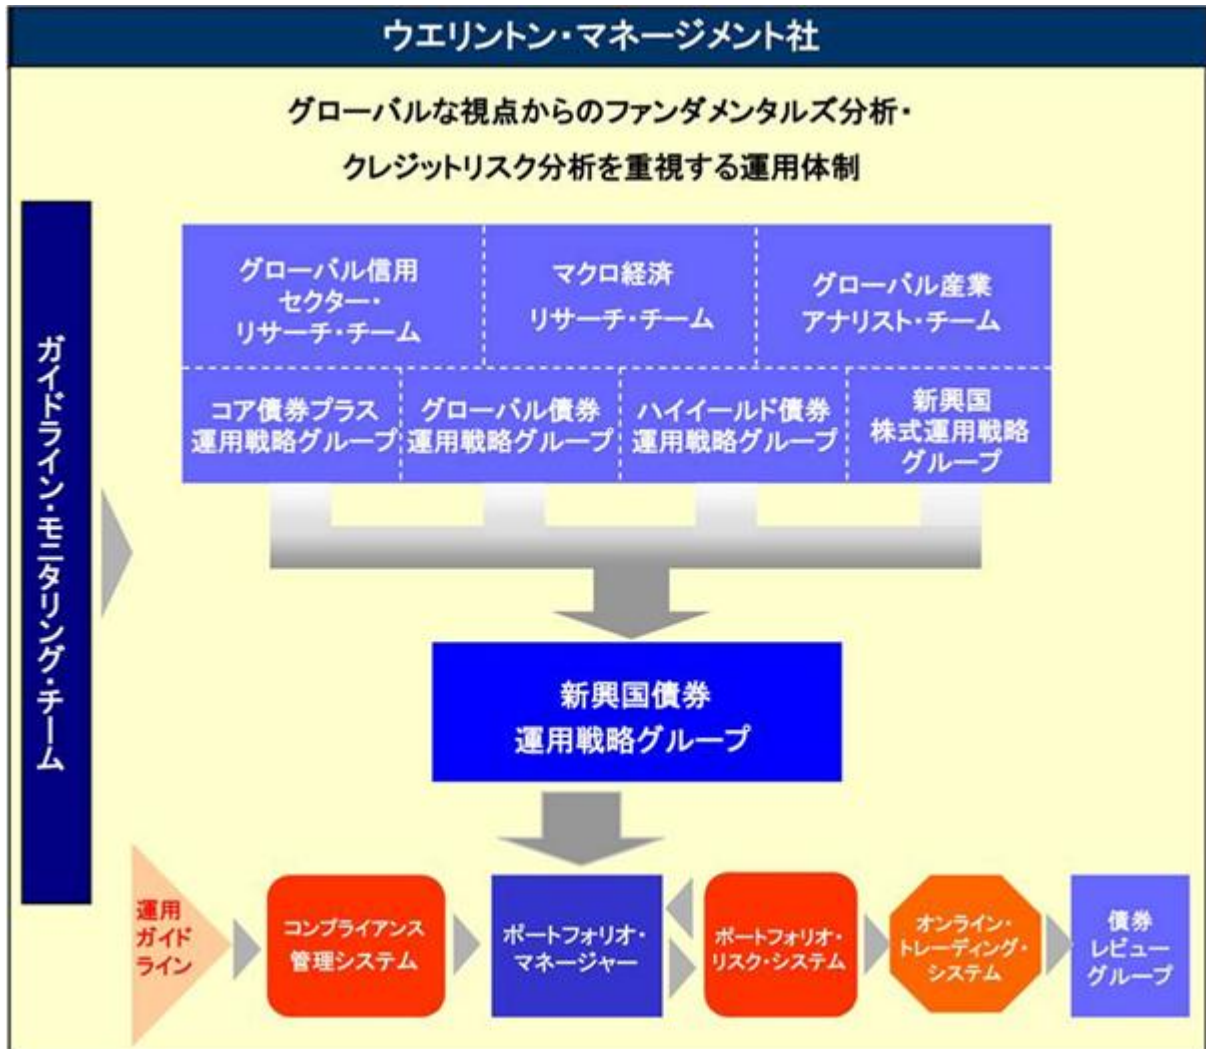 ウエリントン・マネージメント社
グローバルな視点からのファンダメンタルズ分析・
クレジットリスク分析を重視する運用体制
ガイドライン・モニタリング・チーム
グローバル信用
セクター・
リサーチ・チーム
マクロ経済
リサーチ・チーム
グローバル産業
アナリスト・チーム
コア債券プラス
運用戦略グループ
グローバル債券
運用戦略グループ
ハイイールド債券
運用戦略グループ
新興国
株式運用戦略
グループ
新興国債券
運用戦略グループ
運用
ガイド
ライン
コンプライアンス
管理システム
ポートフォリオ・
マネージャー
ポートフォリオ・
リスク・システム
オンライン・
トレーディング・
システム
債券
レビュー
グループ